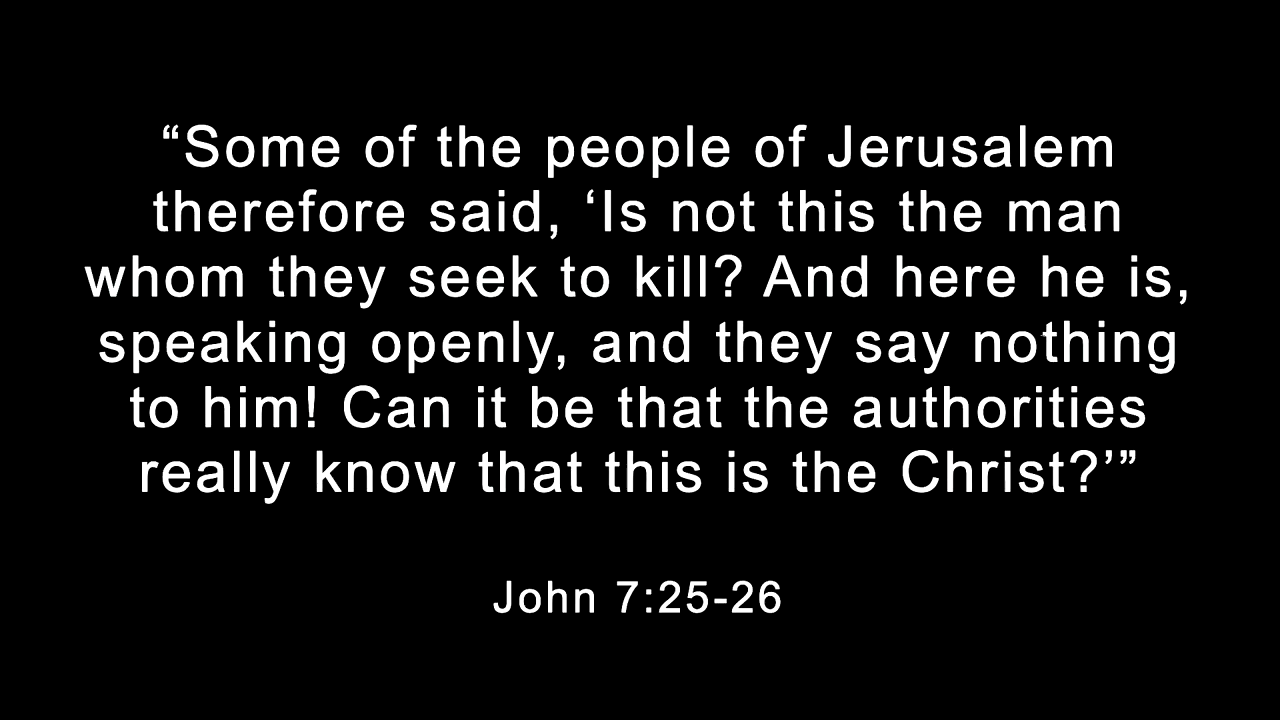 “Some of the people of Jerusalem
therefore said, ‘Is not this the man
whom they seek to kill? And here he is,
speaking openly, and they say nothing
to him! Can it be that the authorities
really know that this is the Christ?’”
John 7:25-26